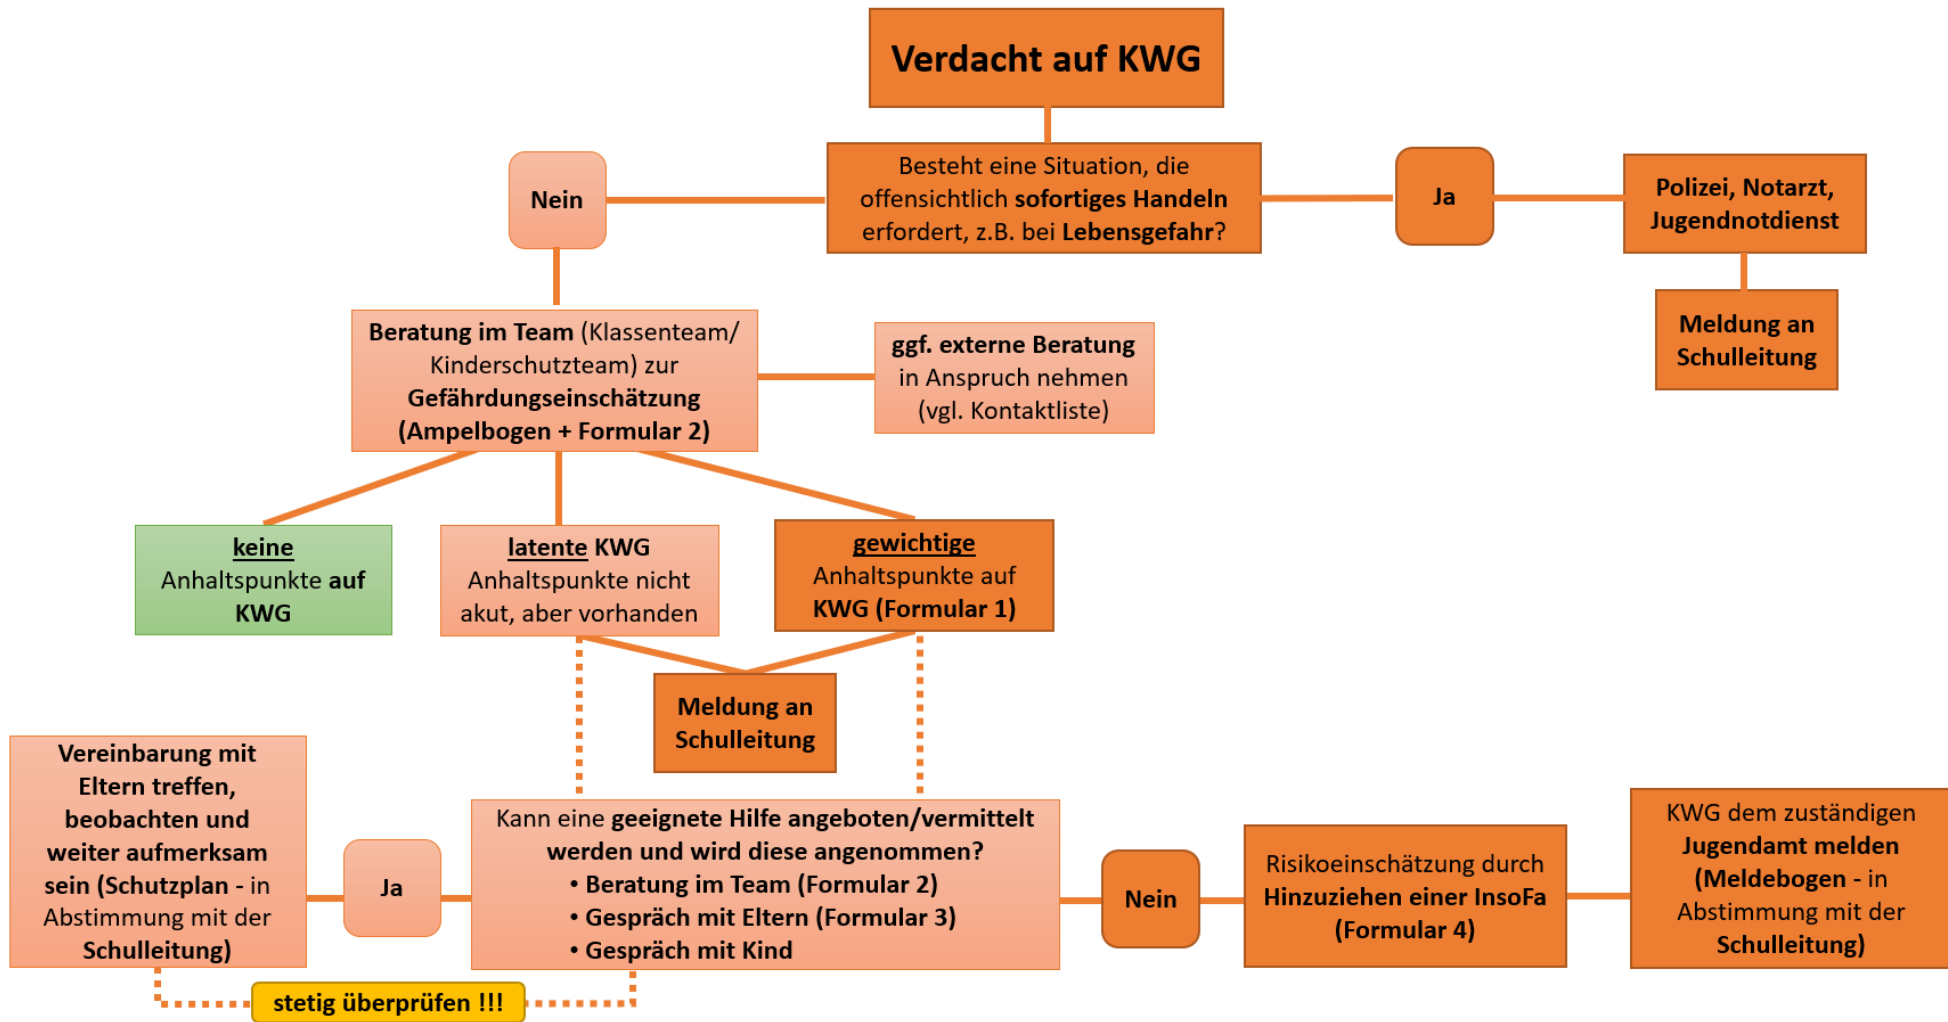 Verdacht auf KWG
Besteht eine Situation, die
offensichtlich sofortiges Handeln
erfordert, z.B. bei Lebensgefahr?
Nein
Ja
Polizei, Notarzt,
Jugendnotdienst
Meldung an
Schulleitung
Beratung im Team (Klassenteam/
Kinderschutzteam) zur
Gefährdungseinschätzung
(Ampelbogen + Formular 2)
ggf. externe Beratung
in Anspruch nehmen
(vgl. Kontaktliste)
keine
Anhaltspunkte auf
KWG
latente KWG
Anhaltspunkte nicht
akut, aber vorhanden
gewichtige
Anhaltspunkte auf
KWG (Formular 1)
Meldung an
Schulleitung
Vereinbarung mit
Eltern treffen,
beobachten und
weiter aufmerksam
sein (Schutzplan - in
Abstimmung mit der
Schulleitung)
Ja
Kann eine geeignete Hilfe angeboten/vermittelt
werden und wird diese angenommen?
• Beratung im Team (Formular 2)
• Gespräch mit Eltern (Formular 3)
• Gespräch mit Kind
Nein
Risikoeinschätzung durch
Hinzuziehen einer InsoFa
(Formular 4)
KWG dem zuständigen
Jugendamt melden
(Meldebogen - in
Abstimmung mit der
Schulleitung)
stetig überprüfen !!!